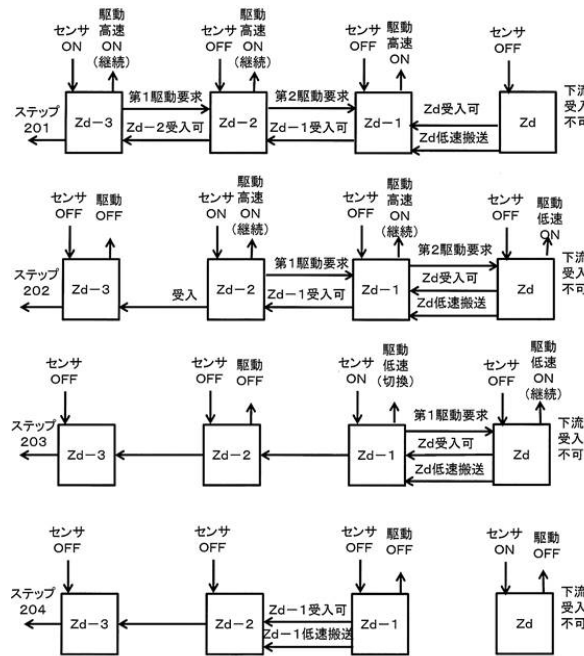 センサ
ON
駆動
高速
ON
(継続)
センサ
OFF
駆動
高速
ON
(継続)
センサ
OFF
駆動
高速
ON
センサ
OFF
ステップ
201
Zd-3
第1駆動要求
Zd-2受入可
Zd-2
第2駆動要求
Zd-1受入可
Zd-1
Zd受入可
Zd低速搬送
Zd
下流
受入
不可
センサ
OFF
駆動
OFF
センサ
ON
駆動
高速
ON
(継続)
センサ
OFF
駆動
高速
ON
(継続)
センサ
OFF
駆動
低速
ON
ステップ
202
Zd-3
受入
Zd-2
第1駆動要求
Zd-1受入可
Zd-1
第2駆動要求
Zd受入可
Zd低速搬送
Zd
下流
受入
不可
センサ
OFF
センサ
OFF
駆動
OFF
センサ
ON
駆動
低速
(切換)
センサ
OFF
駆動
低速
ON
(継続)
ステップ
203
Zd-3
Zd-2
Zd-1
第1駆動要求
Zd受入可
Zd低速搬送
Zd
下流
受入
不可
センサ
OFF
センサ
OFF
センサ
OFF
駆動
OFF
センサ
ON
駆動
OFF
ステップ
204
Zd-3
Zd-2
Zd-1受入可
Zd-1低速搬送
Zd-1
Zd
下流
受入
不可